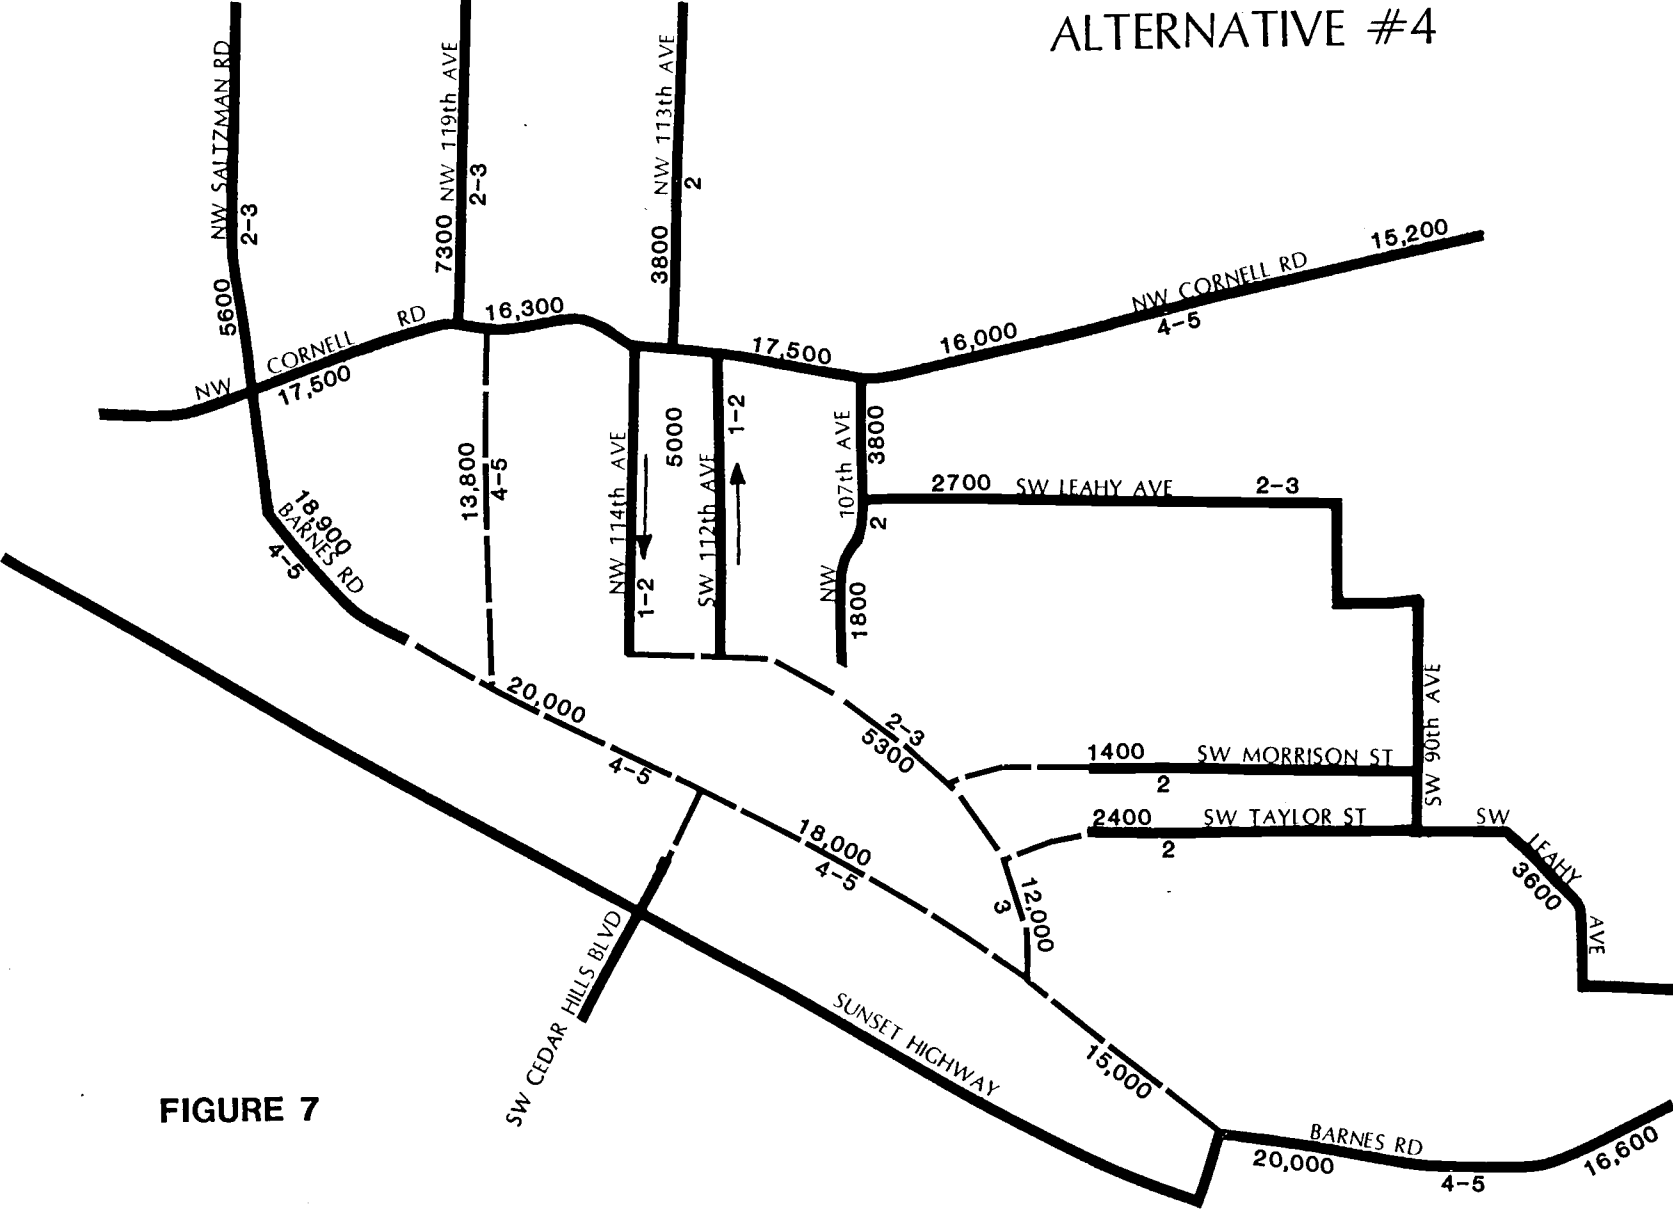 ALTERNATIVE #4
NW SALTZMAN RD
2-3
5600
NW 119th AVE
2-3
7300
NW 113th AVE
2
3800
NW CORNELL RD
17,500
16,300
17,500
16,000
NW CORNELL RD
4-5
15,200
13,800
4-5
NW 114th AVE
1-2
5000
SW 112th AVE
1-2
NW 107th AVE
3800
2
1800
2700
SW LEAHY AVE
2-3
18,900
BARNES RD
4-5
20,000
4-5
18,000
4-5
2-3
5300
1400
SW MORRISON ST
2
2400
SW TAYLOR ST
2
SW 90th AVE
SW LEAHY AVE
3600
12,000
3
15,000
SW CEDAR HILLS BLVD
SUNSET HIGHWAY
BARNES RD
20,000
4-5
16,600
FIGURE 7